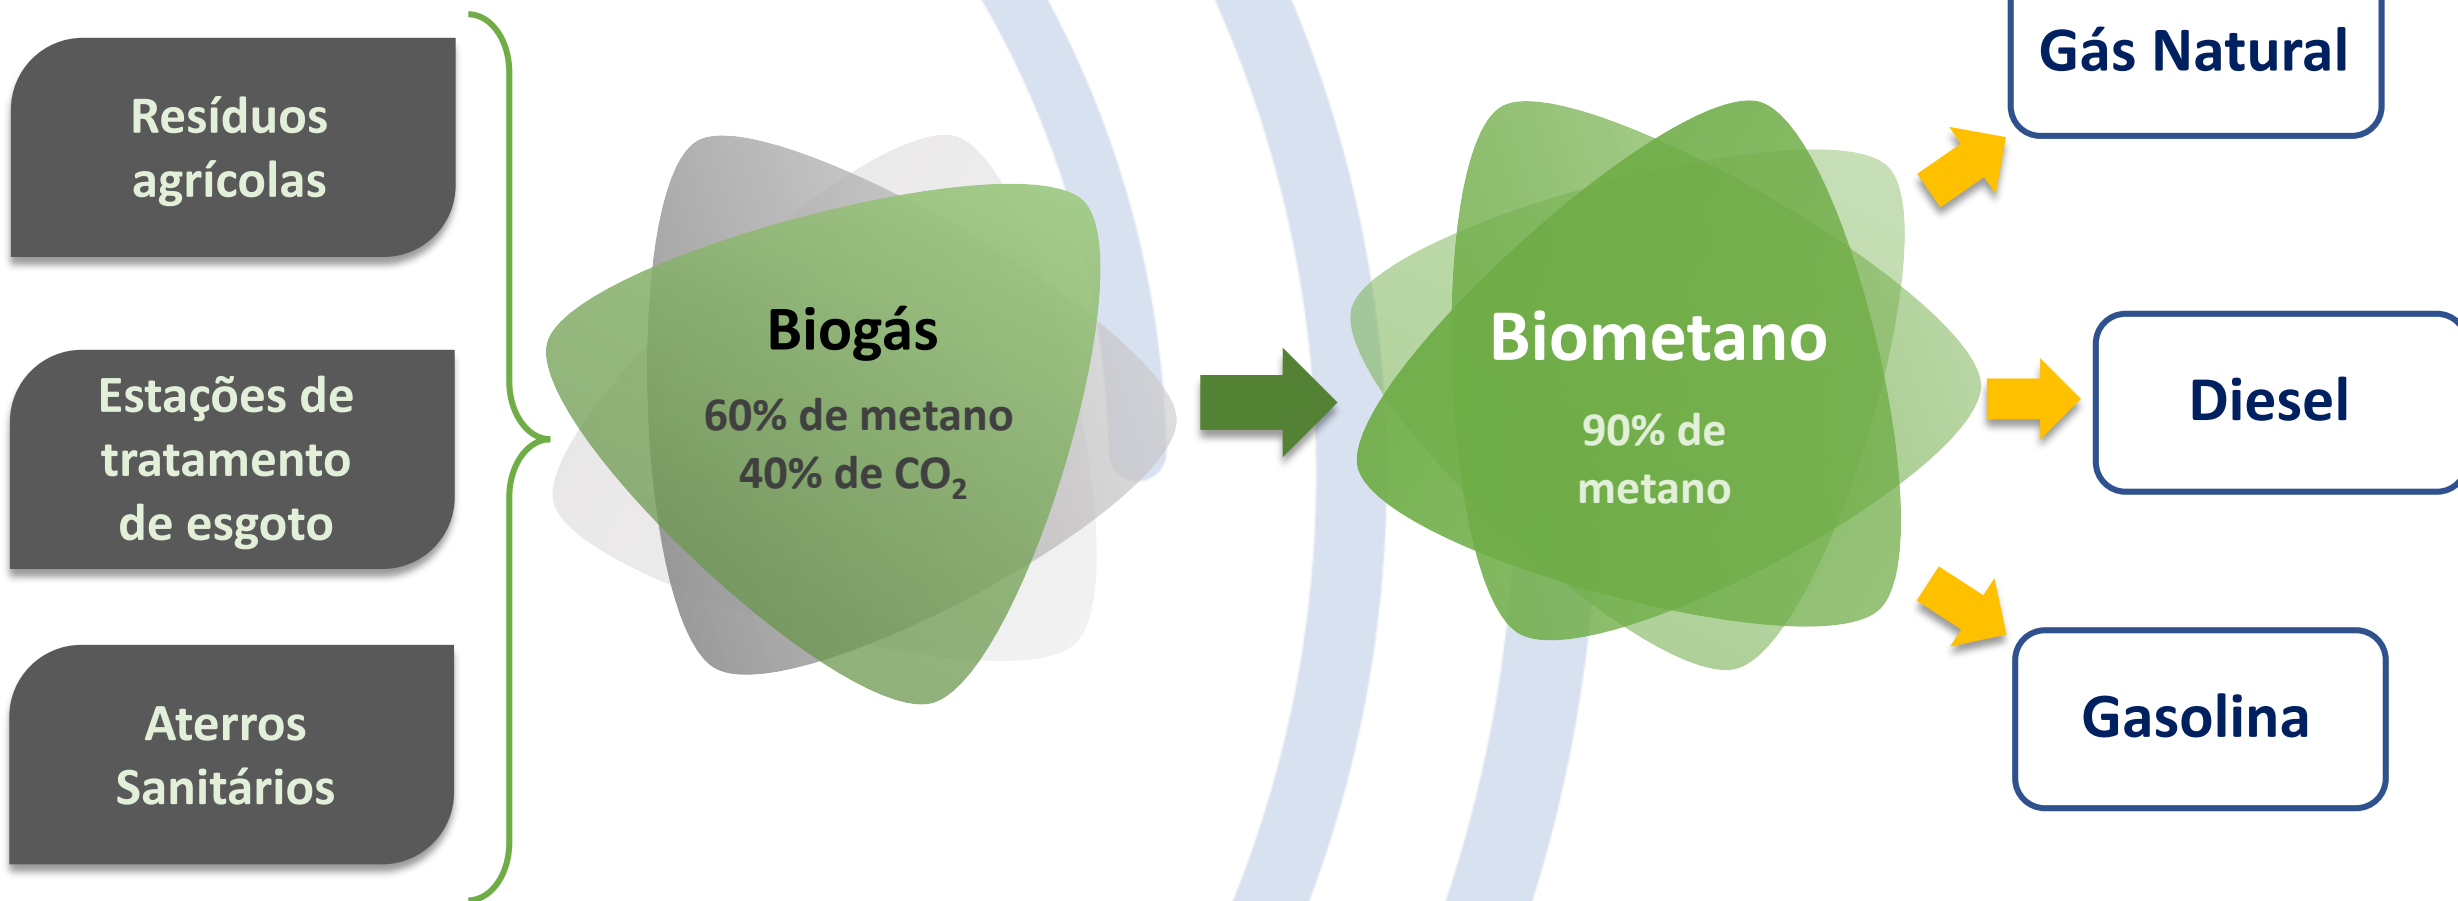 Resíduos
agrícolas
Estações de
tratamento
de esgoto
Aterros
Sanitários
Biogás
60% de metano
40% de CO₂
Biometano
90% de
metano
Gás Natural
Diesel
Gasolina